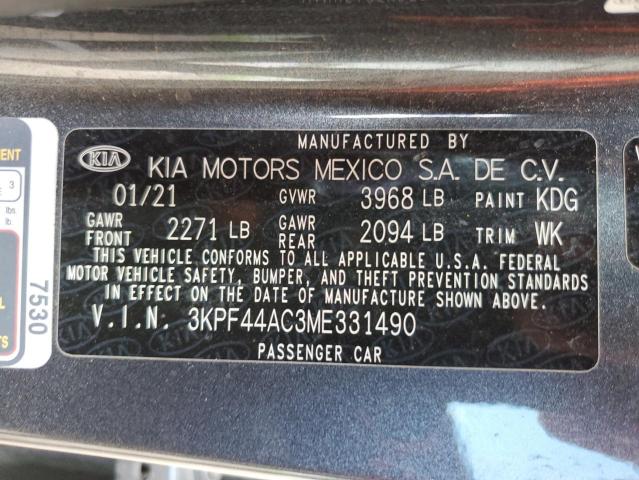 MANUFACTURED BY
KIA KIA MOTORS MEXICO S.A. DE C.V.
01/21 GVWR 3968 LB PAINT KDG
GAWR FRONT 2271 LB GAWR REAR 2094 LB TRIM WK
THIS VEHICLE CONFORMS TO ALL APPLICABLE U.S.A. FEDERAL
MOTOR VEHICLE SAFETY, BUMPER, AND THEFT PREVENTION STANDARDS
IN EFFECT ON THE DATE OF MANUFACTURE SHOWN ABOVE.
V.I.N. 3KPF44AC3ME331490
PASSENGER CAR
3
lbs.
7530